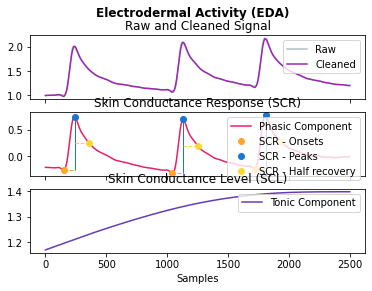 Electrodermal Activity (EDA)
Raw and Cleaned Signal
2.0
1.5
1.0
Raw
Cleaned
Skin Conductance Response (SCR)
0.5
0.0
Phasic Component
SCR - Onsets
SCR - Peaks
SCR - Half recovery
Skin Conductance Level (SCL)
1.4
1.3
1.2
Tonic Component
0
500
1000
1500
2000
2500
Samples